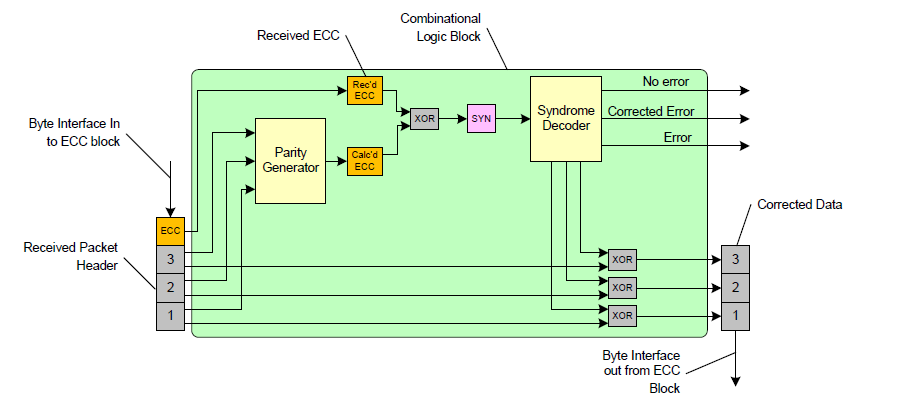 Combinational
Logic Block
Received ECC
Rec'd
ECC
No error
Byte Interface In
to ECC block
Parity
Generator
XOR
SYN
Syndrome
Decoder
Corrected Error
Error
Calc'd
ECC
ECC
Corrected Data
Received Packet
Header
3
XOR
3
2
XOR
2
1
XOR
1
Byte Interface
out from ECC
Block